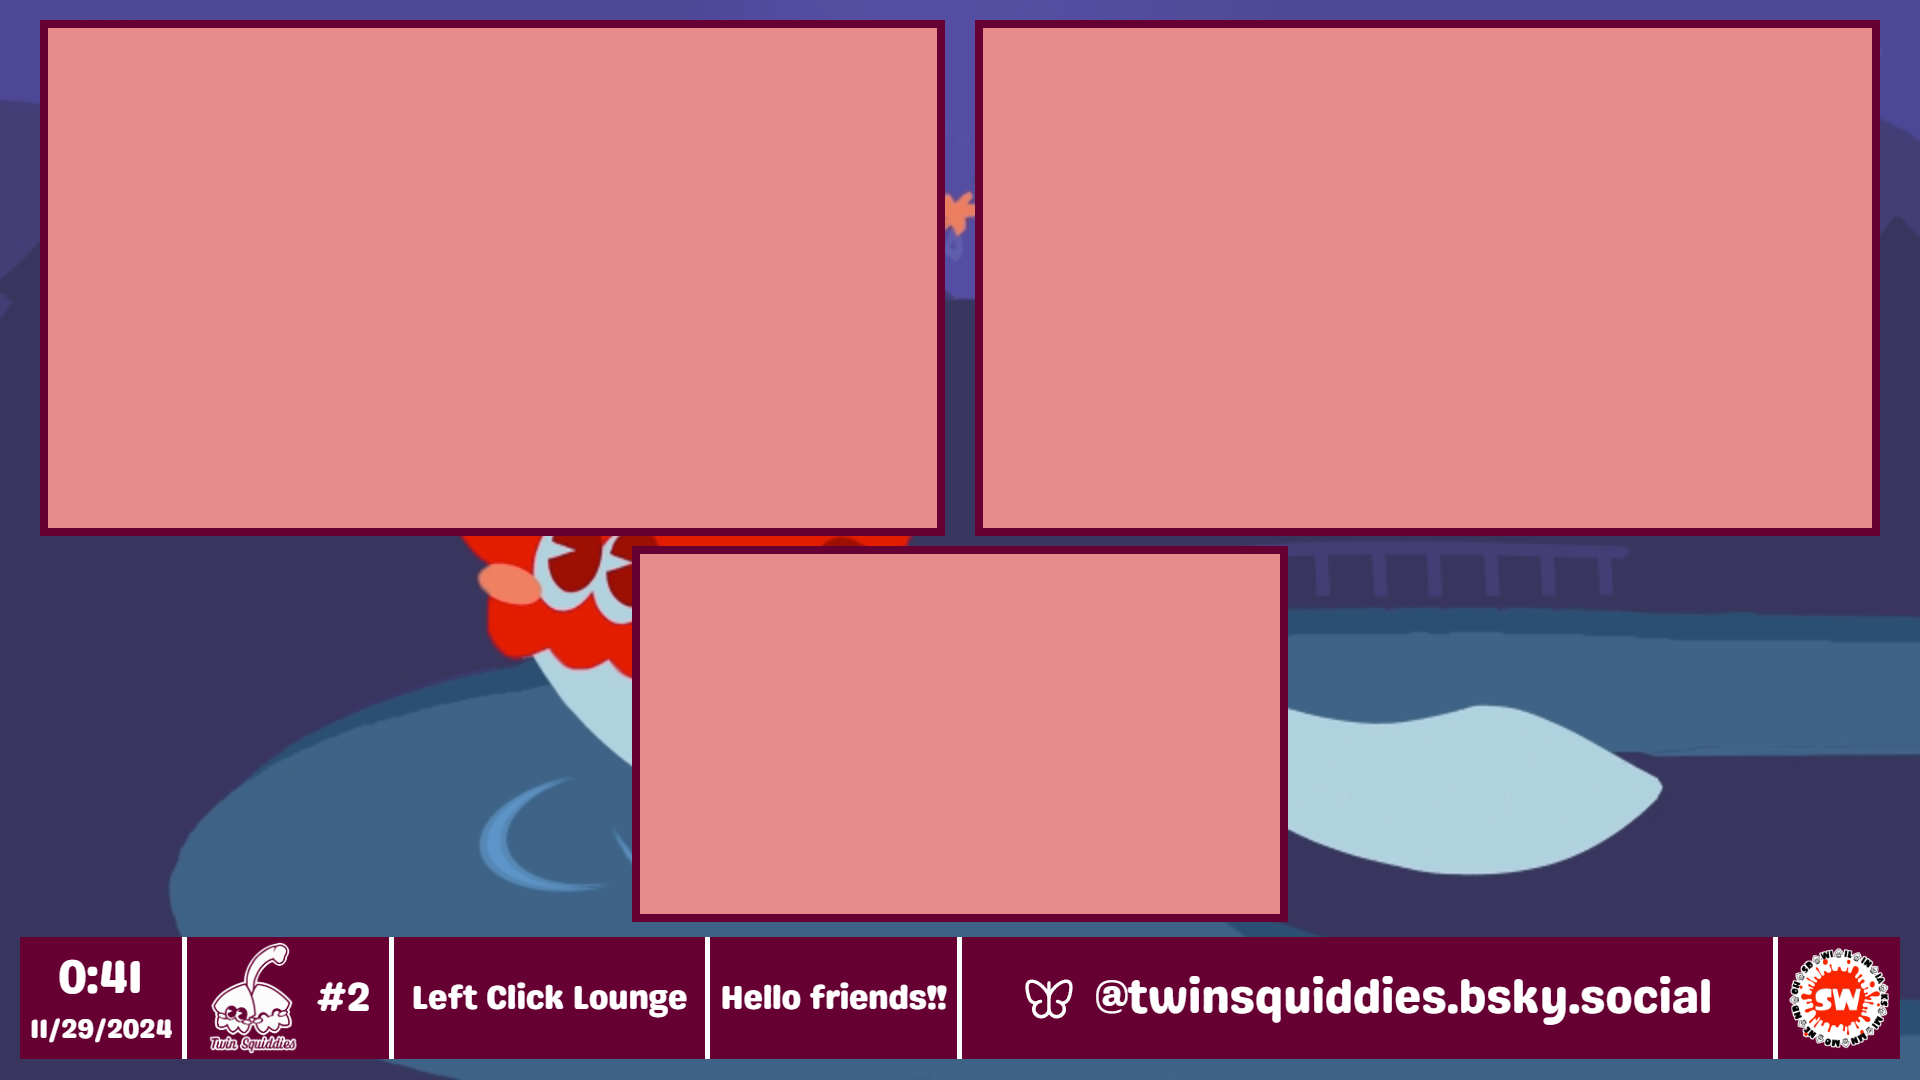 0:41
11/29/2024
Twin Squiddies
#2
Left Click Lounge
Hello friends!!
@twinsquiddies.bsky.social
SW